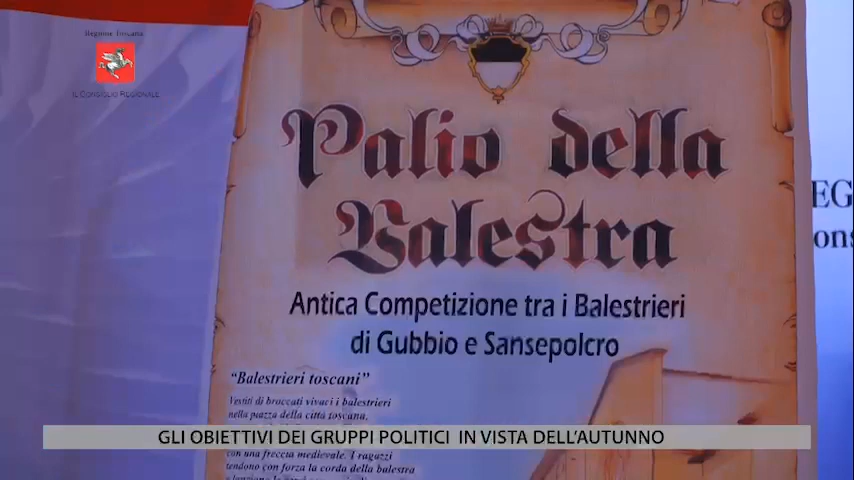 Regione Toscana
IL CONSIGLIO REGIONALE
Palio della
Balestra
EG
ons
Antica Competizione tra i Balestrieri
di Gubbio e Sansepolcro
"Balestrieri toscani"
Vestiti di broccati vivaci i balestrieri
nella piazza della città toscana,
GLI OBIETTIVI DEI GRUPPI POLITICI IN VISTA DELL'AUTUNNO
con una freccia medievale. I ragazzi
tendono con forza la corda della balestra